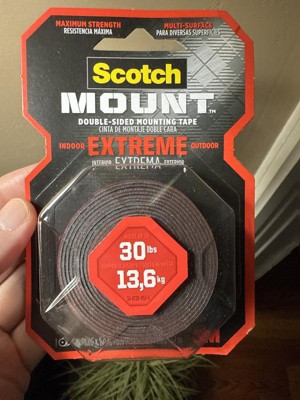 MAXIMUM STRENGTH
RESISTENCIA MÁXIMA
MULTI-SURFACE
PARA DIVERSAS SUPERFICIES
Scotch
MOUNT™
DOUBLE-SIDED MOUNTING TAPE
CINTA DE MONTAJE DOBLE CARA
INDOOR EXTREME OUTDOOR
INTERIOR EXTREMA EXTERIOR
30 lbs
13,6 kg
3M